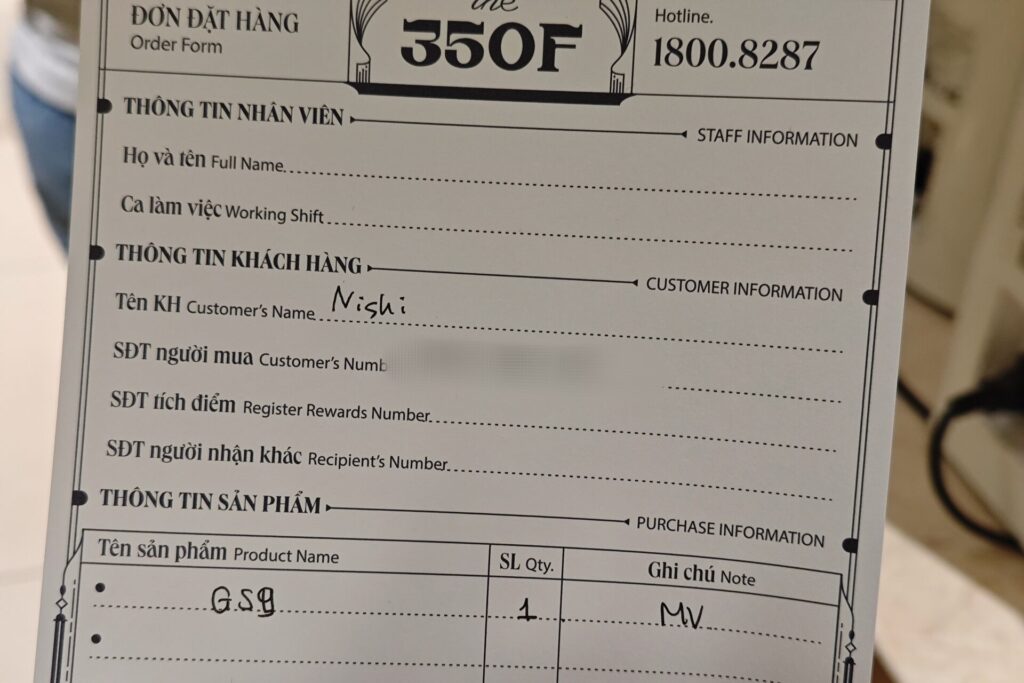 ĐƠN ĐẶT HÀNG
Order Form
the
350F
Hotline.
1800.8287
THÔNG TIN NHÂN VIÊN STAFF INFORMATION
Họ và tên Full Name
Ca làm việc Working Shift
THÔNG TIN KHÁCH HÀNG CUSTOMER INFORMATION
Tên KH Customer's Name Nishi
SĐT người mua Customer's Numb
SĐT tích điểm Register Rewards Number
SĐT người nhận khác Recipient's Number
THÔNG TIN SẢN PHẨM PURCHASE INFORMATION
Tên sản phẩm Product Name SL Qty. Ghi chú Note
1 MV